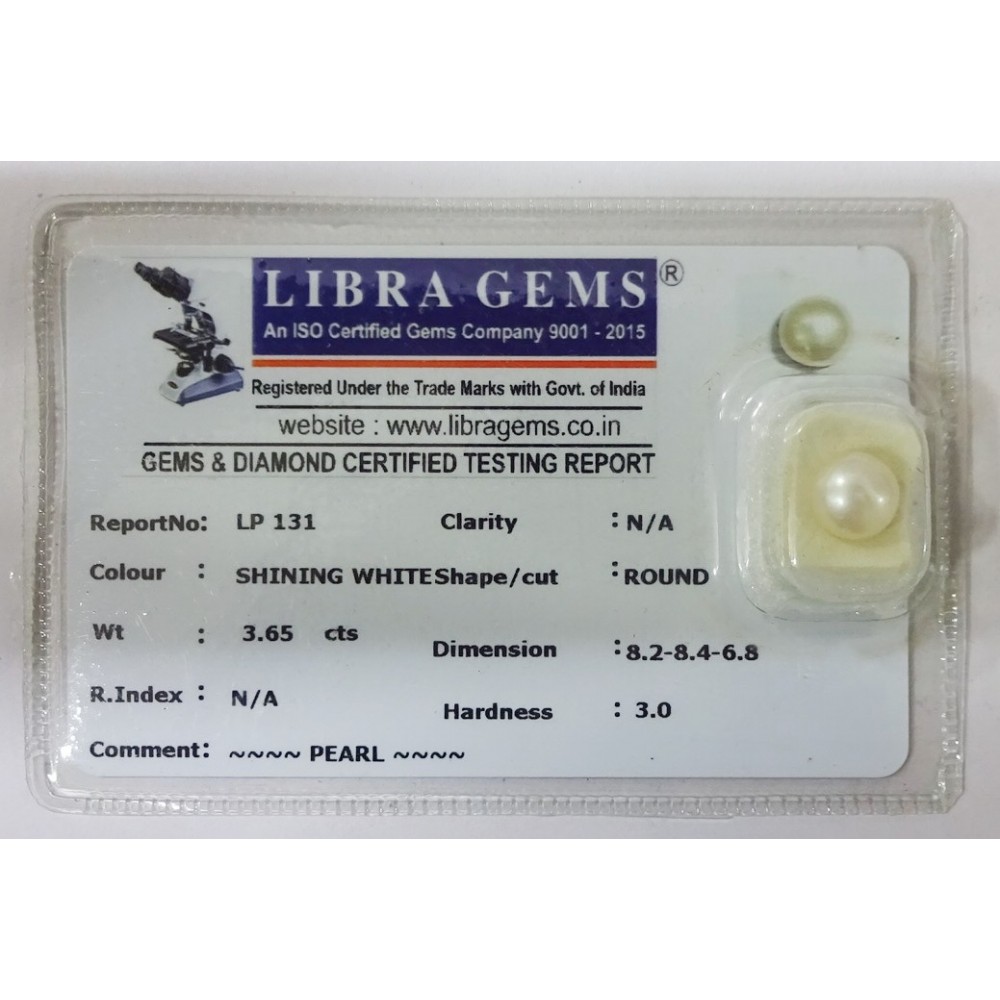 LIBRA GEMS ®
An ISO Certified Gems Company 9001 - 2015
Registered Under the Trade Marks with Govt. of India
website : www.libragems.co.in
GEMS & DIAMOND CERTIFIED TESTING REPORT
ReportNo: LP 131 Clarity : N/A
Colour : SHINING WHITE Shape/cut : ROUND
Wt : 3.65 cts Dimension : 8.2-8.4-6.8
R.Index : N/A Hardness : 3.0
Comment: ~~~~ PEARL ~~~~